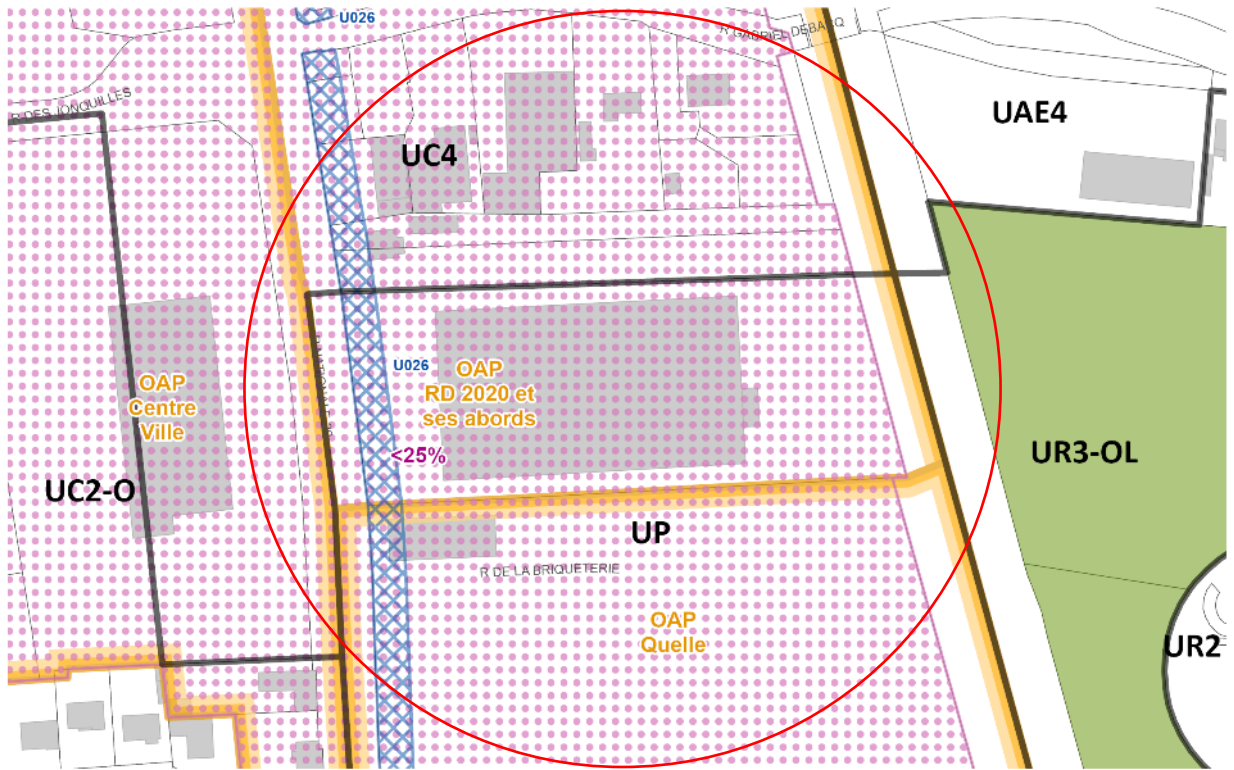 U026
R GABRIEL DEBACQ
R DES JONQUILLES
UAE4
UC4
U026
OAP
RD 2020 et
ses abords
OAP
Centre
Ville
<25%
UR3-OL
UC2-O
UP
R DE LA BRIQUETERIE
OAP
Quelle
UR2